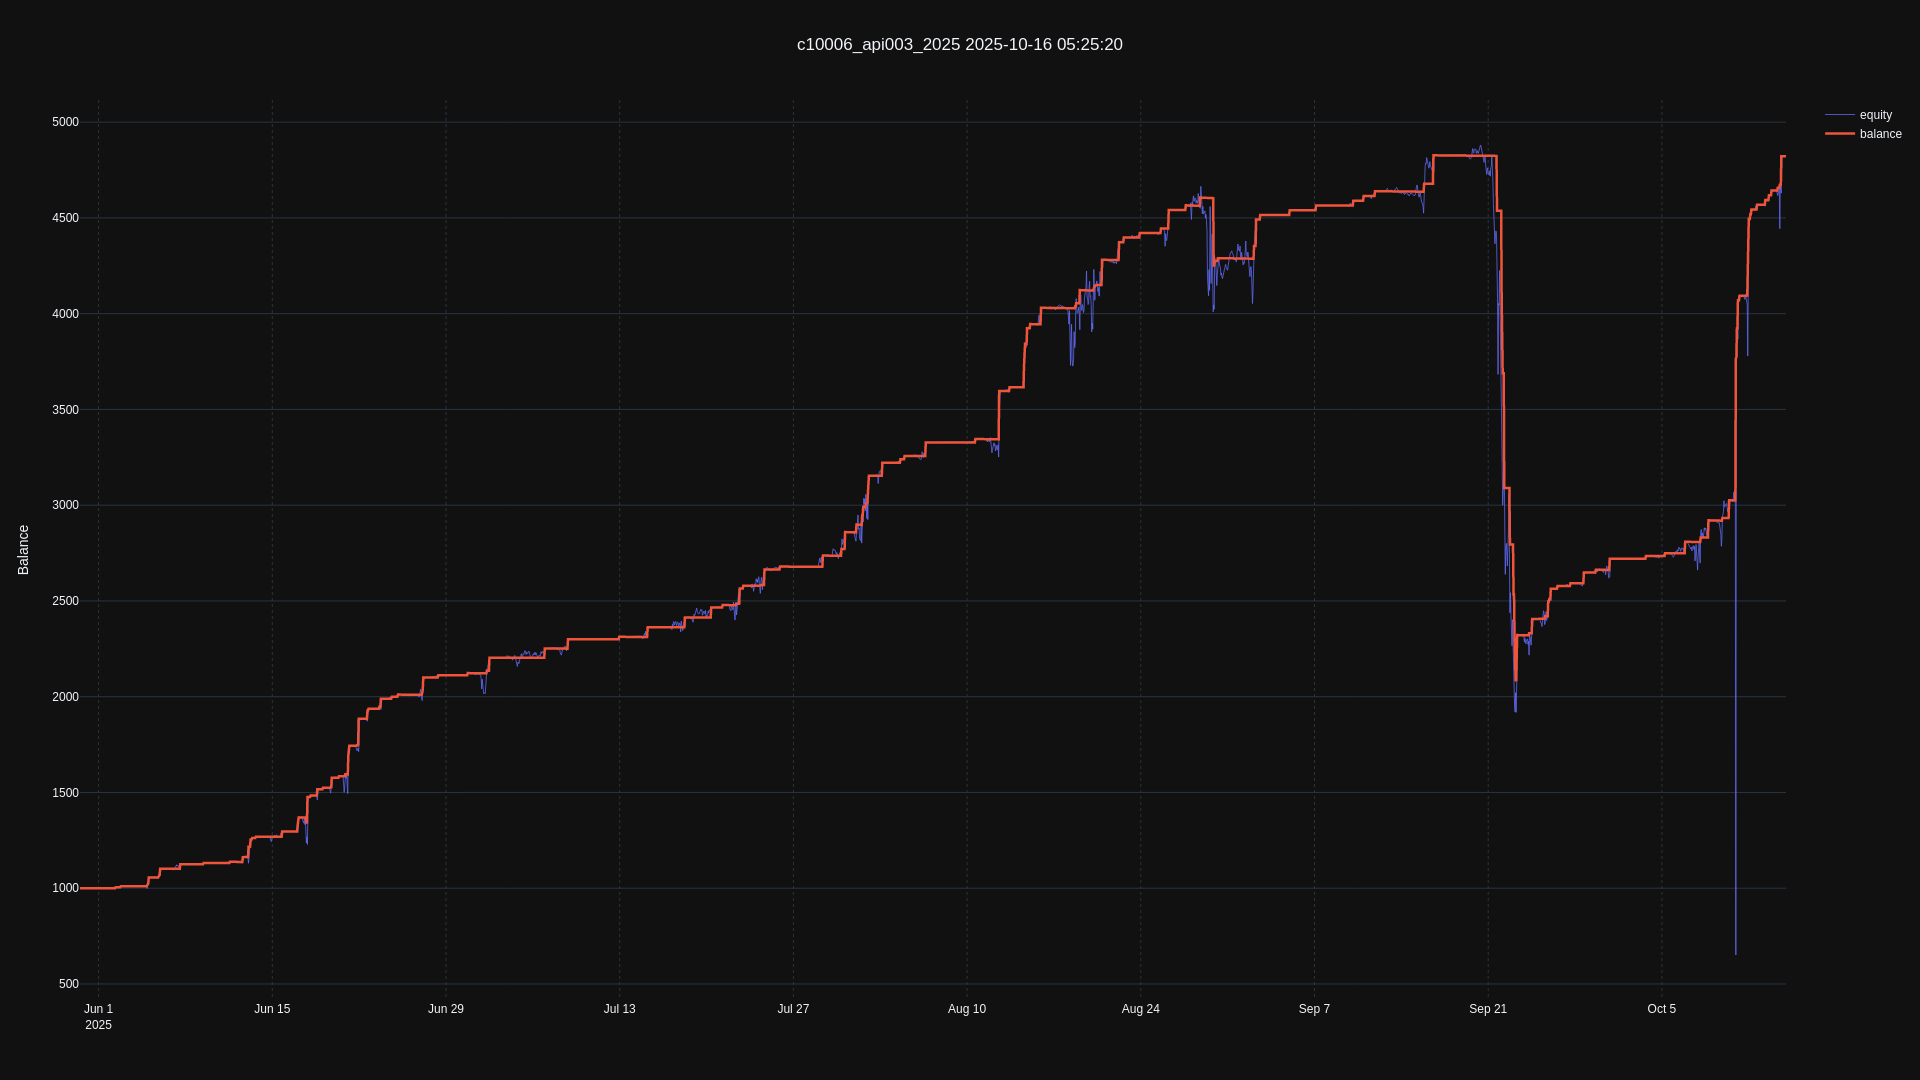 c10006_api003_2025 2025-10-16 05:25:20
equity
balance
Balance
5000
4500
4000
3500
3000
2500
2000
1500
1000
500
Jun 1
2025
Jun 15
Jun 29
Jul 13
Jul 27
Aug 10
Aug 24
Sep 7
Sep 21
Oct 5